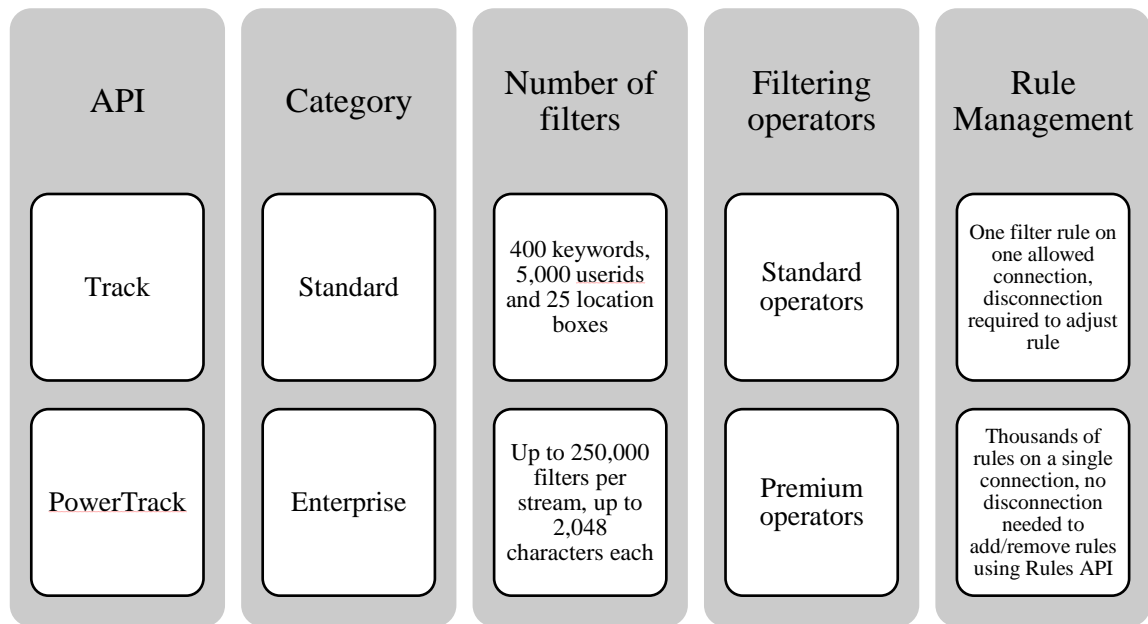 API
Category
Number of
filters
Filtering
operators
Rule
Management
Track
Standard
400 keywords,
5,000 userids
and 25 location
boxes
Standard
operators
One filter rule on
one allowed
connection,
disconnection
required to adjust
rule
PowerTrack
Enterprise
Up to 250,000
filters per
stream, up to
2,048
characters each
Premium
operators
Thousands of
rules on a single
connection, no
disconnection
needed to
add/remove rules
using Rules API